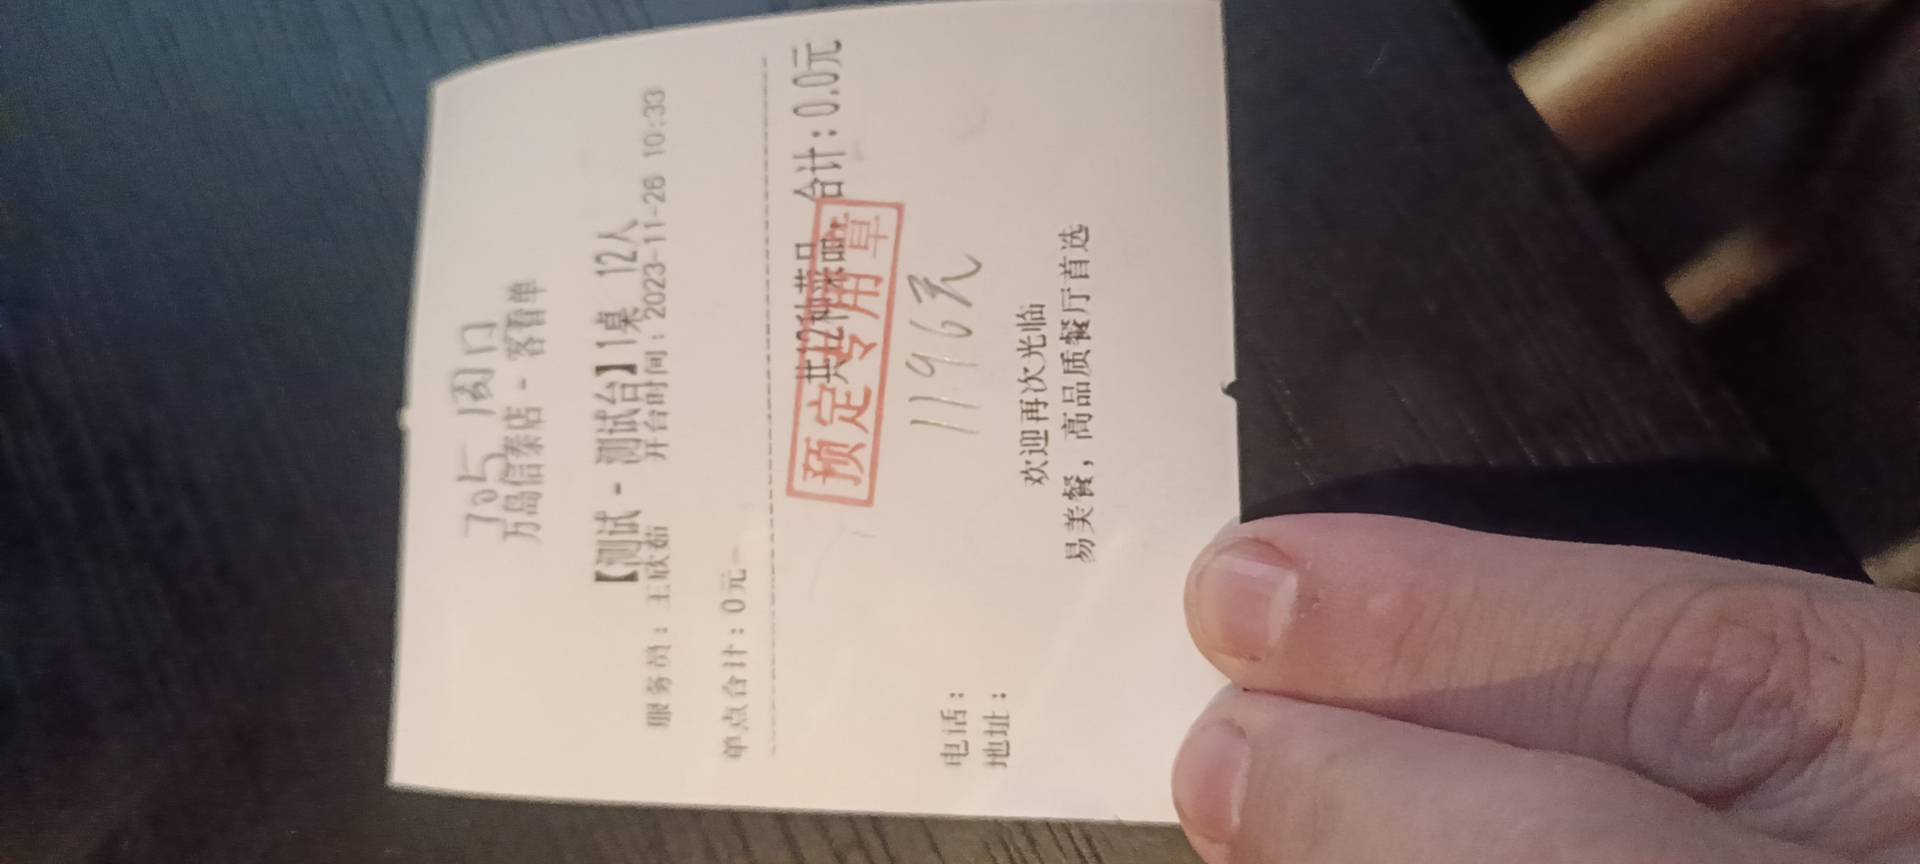 705 周口
万岛信泰店 - 客看单
【测试 - 测试台】1桌 12人
服务员：王欣茹 开台时间：2023-11-26 10:33
单点合计：0元
共12种菜品，合计：0.0元
预定专用章
1196元
电话：
地址：
欢迎再次光临
易美餐，高品质餐厅首选